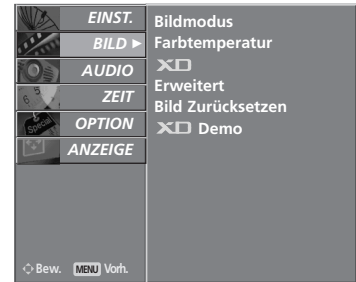 EINST.
BILD ►
AUDIO
ZEIT
OPTION
ANZEIGE
Bew. MENU Vorh.
Bildmodus
Farbtemperatur
XD
Erweitert
Bild Zurücksetzen
XD Demo